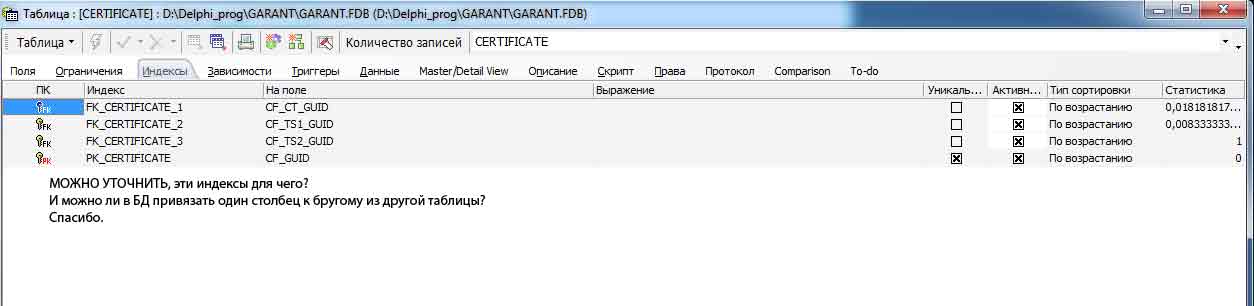 Таблица : [CERTIFICATE] : D:\Delphi_prog\GARANT\GARANT.FDB (D:\Delphi_prog\GARANT\GARANT.FDB)
Таблица Количество записей CERTIFICATE
Поля Ограничения Индексы Зависимости Триггеры Данные Master/Detail View Описание Скрипт Права Протокол Comparison To-do
ПК Индекс На поле Выражение Уникаль... Активн... Тип сортировки Статистика
FK FK_CERTIFICATE_1 CF_CT_GUID По возрастанию 0,018181817...
FK FK_CERTIFICATE_2 CF_TS1_GUID По возрастанию 0,008333333...
FK FK_CERTIFICATE_3 CF_TS2_GUID По возрастанию 1
PK PK_CERTIFICATE CF_GUID По возрастанию 0
МОЖНО УТОЧНИТЬ, эти индексы для чего?
И можно ли в БД привязать один столбец к бругому из другой таблицы?
Спасибо.